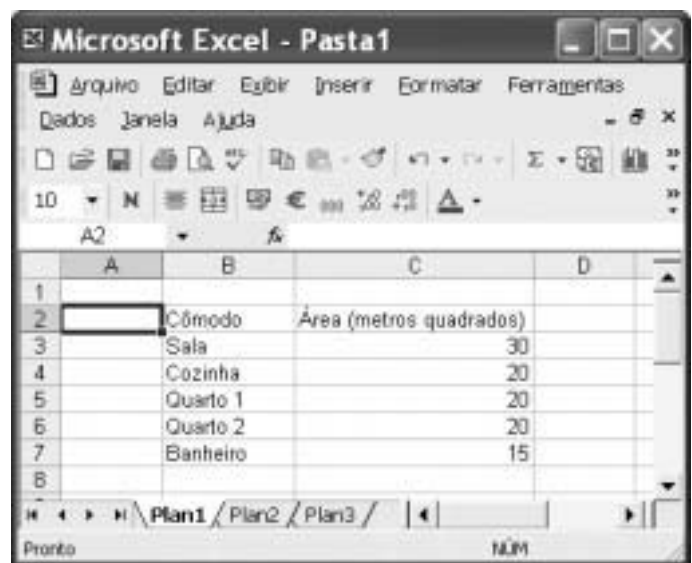 Microsoft Excel - Pasta1
Arquivo Editar Exibir Inserir Formatar Ferramentas
Dados Janela Ajuda
10 N € 000
A2 fx
A B C D
1
2 Cômodo Área (metros quadrados)
3 Sala 30
4 Cozinha 20
5 Quarto 1 20
6 Quarto 2 20
7 Banheiro 15
8
Plan1 / Plan2 / Plan3 /
Pronto NÚM